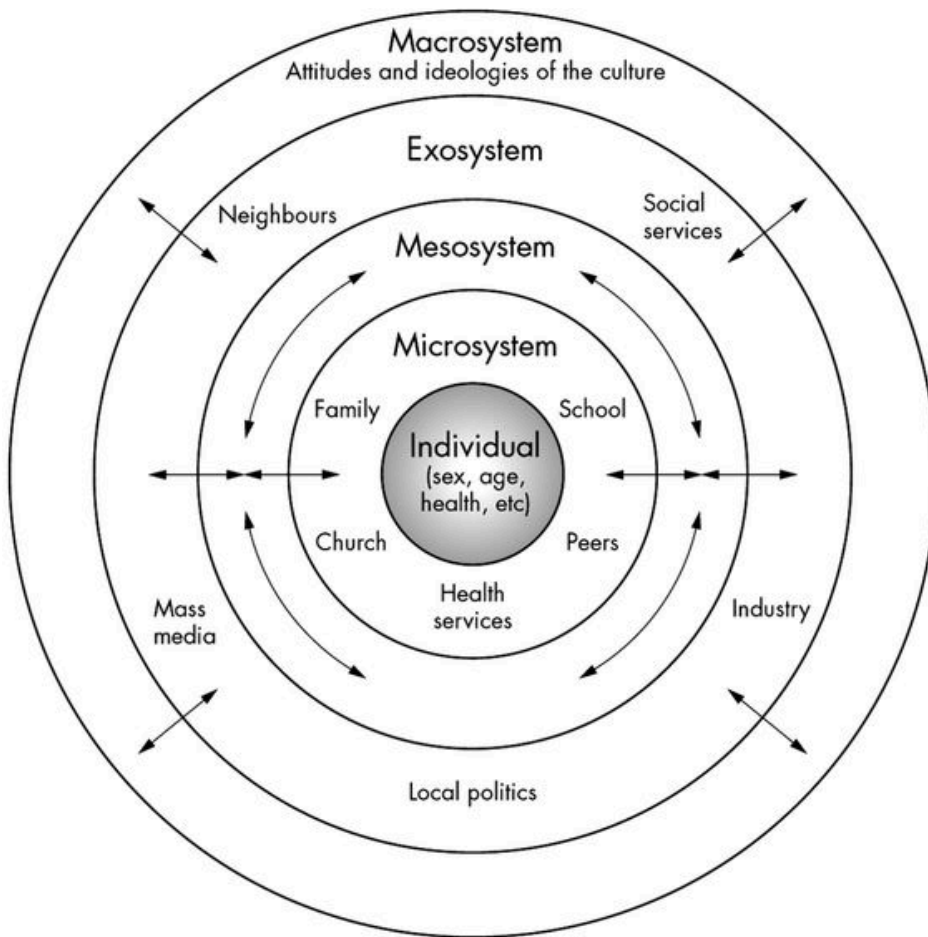 Macrosystem
Attitudes and ideologies of the culture
Exosystem
Neighbours
Social
services
Mesosystem
Microsystem
Family
School
Individual
(sex, age,
health, etc)
Church
Peers
Health
services
Mass
media
Industry
Local politics